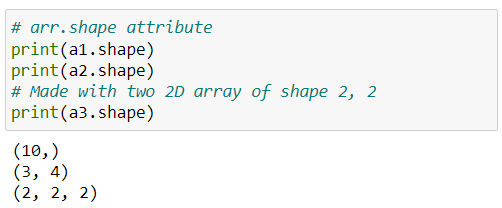 # arr.shape attribute
print(a1.shape)
print(a2.shape)
# Made with two 2D array of shape 2, 2
print(a3.shape)
(10,)
(3, 4)
(2, 2, 2)